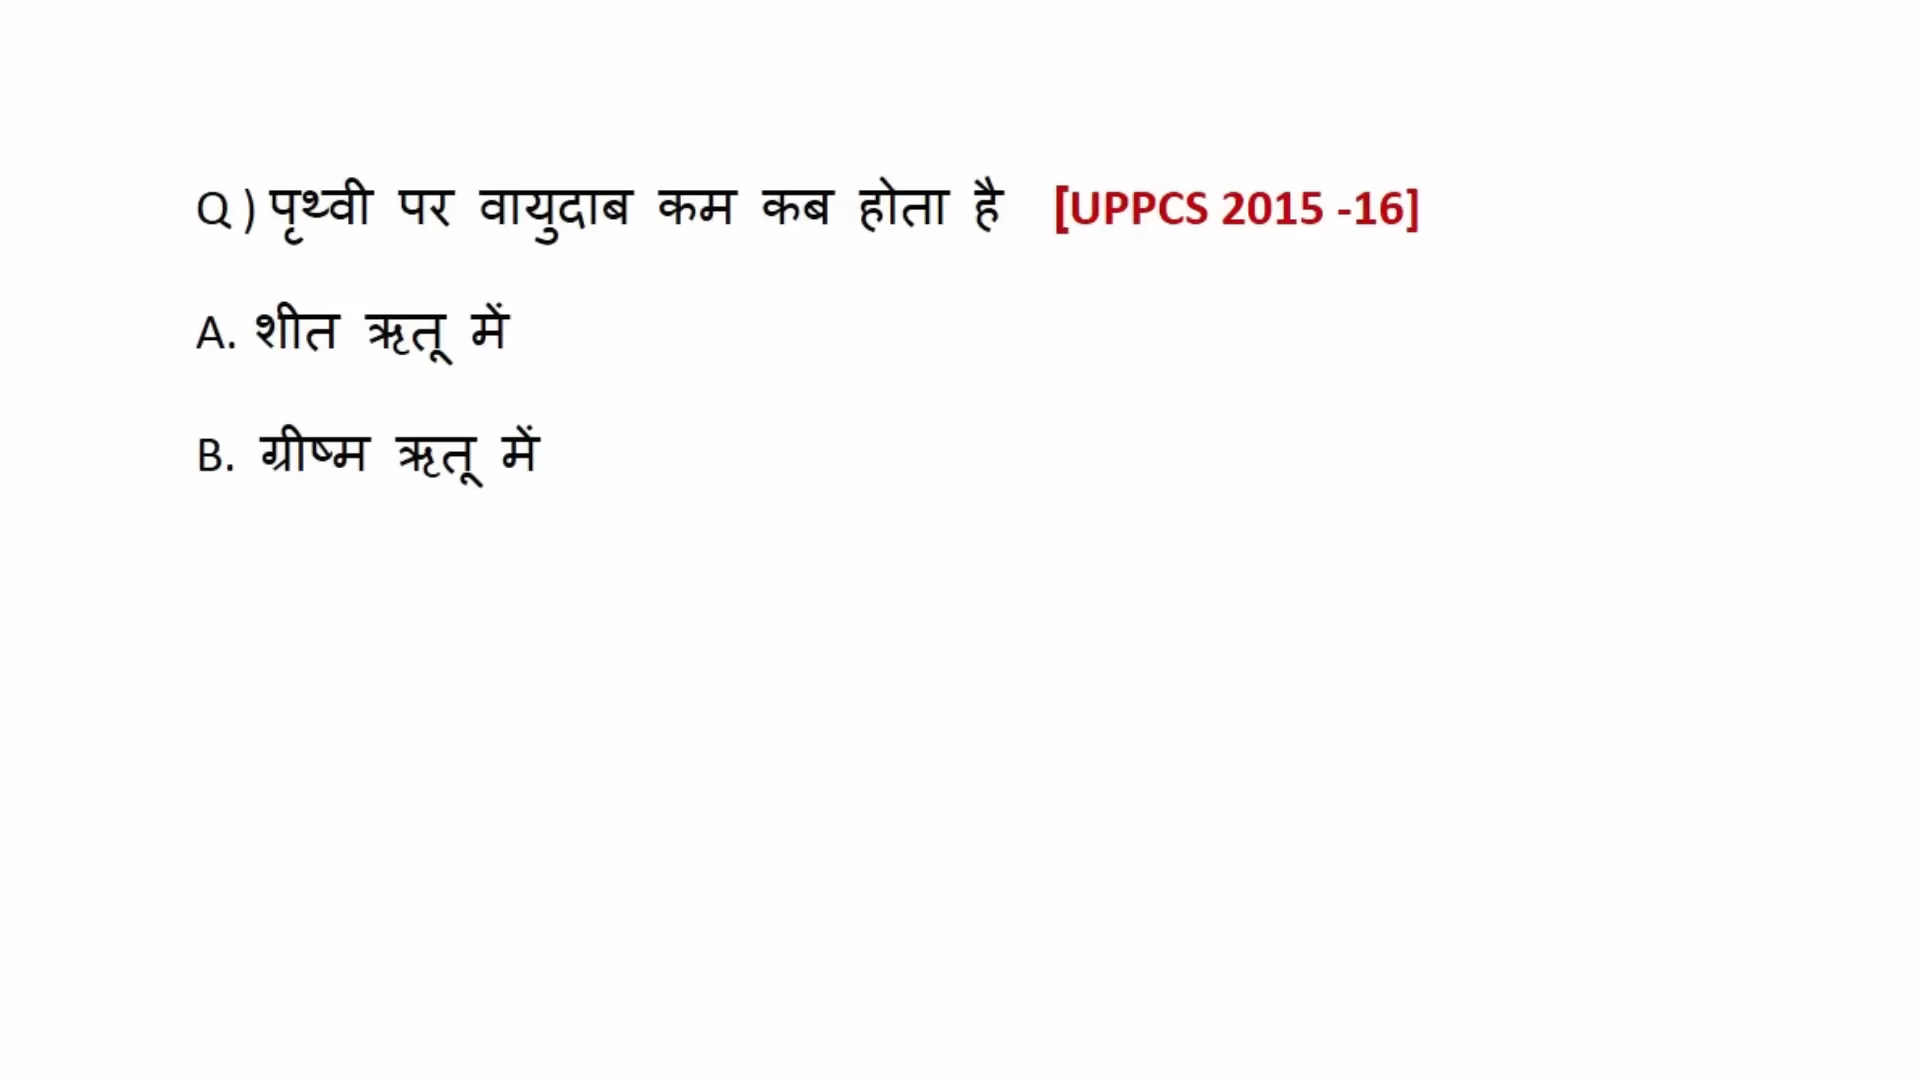 Q ) पृथ्वी पर वायुदाब कम कब होता है [UPPCS 2015 -16]
A. शीत ऋतू में
B. ग्रीष्म ऋतू में